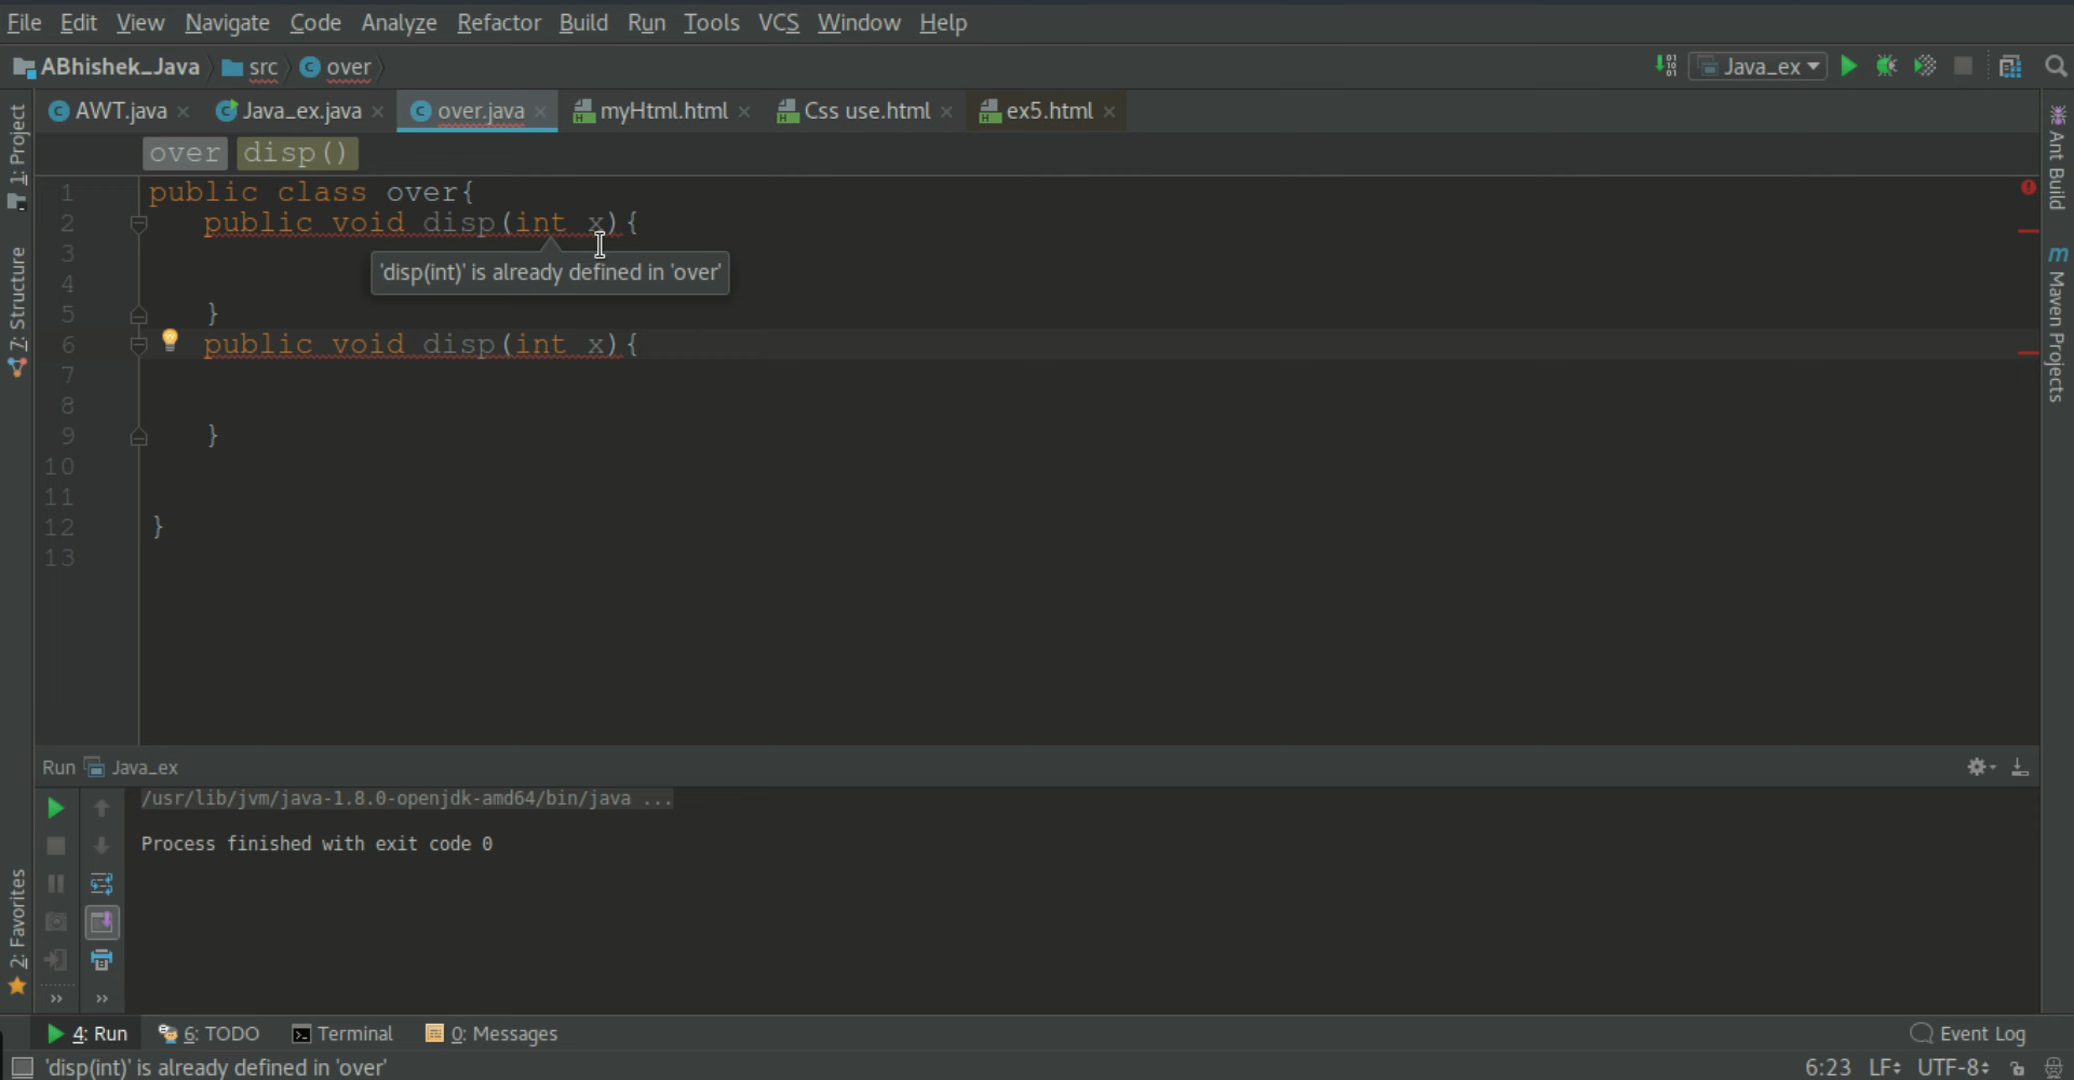 File Edit View Navigate Code Analyze Refactor Build Run Tools VCS Window Help
ABhishek_Java src over Java_ex
AWT.java Java_ex.java over.java myHtml.html Css use.html ex5.html
over disp()
1: Project
7: Structure
2: Favorites
1 public class over{
2 public void disp(int x){
3
'disp(int)' is already defined in 'over'
4
5 }
6 public void disp(int x){
7
8
9 }
10
11
12 }
13
Ant Build
m Maven Projects
Run Java_ex
/usr/lib/jvm/java-1.8.0-openjdk-amd64/bin/java ...
Process finished with exit code 0
4: Run 6: TODO Terminal 0: Messages Event Log
'disp(int)' is already defined in 'over' 6:23 LF UTF-8